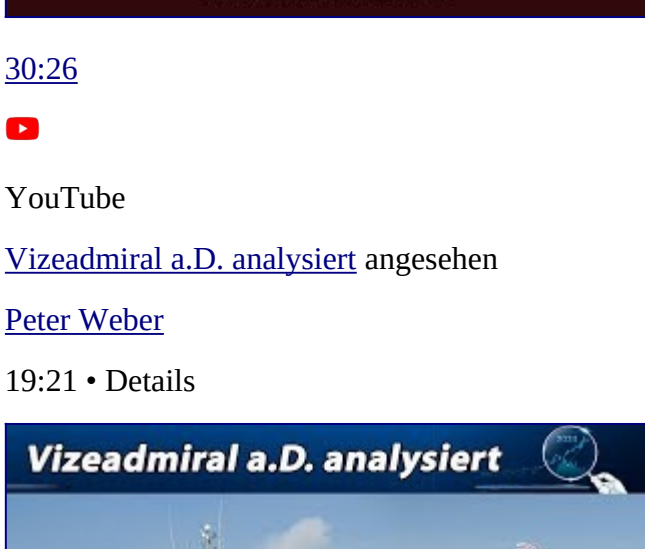 30:26
YouTube
Vizeadmiral a.D. analysiert angesehen
Peter Weber
19:21 • Details
Vizeadmiral a.D. analysiert